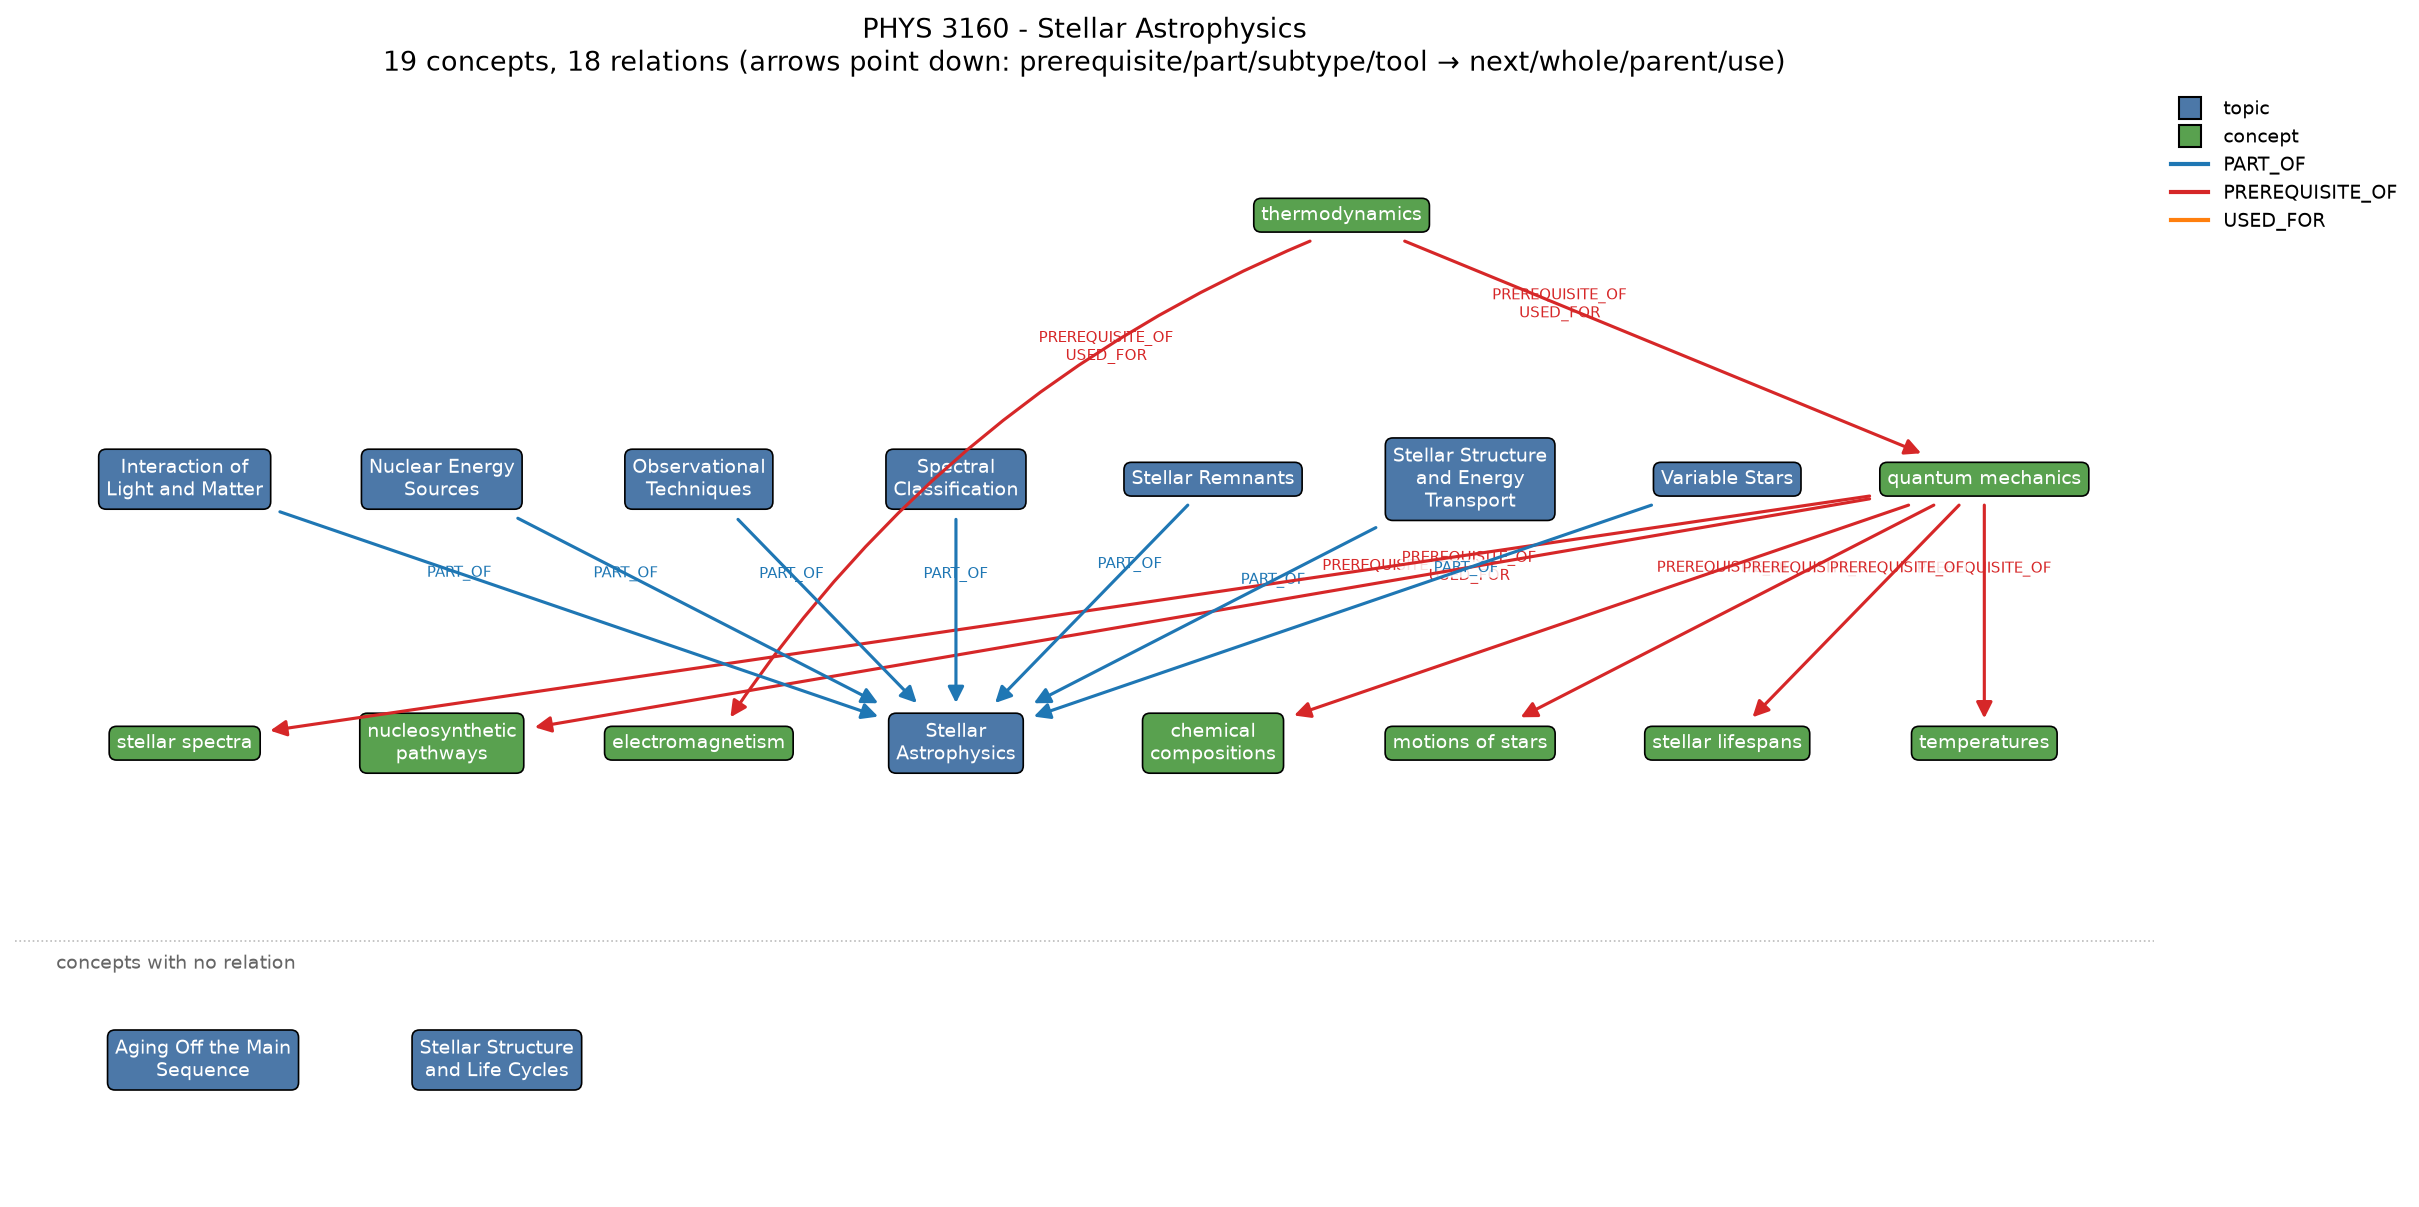 PHYS 3160 - Stellar Astrophysics
19 concepts, 18 relations (arrows point down: prerequisite/part/subtype/tool → next/whole/parent/use)
topic
concept
PART_OF
PREREQUISITE_OF
USED_FOR
thermodynamics
PREREQUISITE_OF
USED_FOR
PREREQUISITE_OF
USED_FOR
Interaction of
Light and Matter
Nuclear Energy
Sources
Observational
Techniques
Spectral
Classification
Stellar Remnants
Stellar Structure
and Energy
Transport
Variable Stars
quantum mechanics
PART_OF
PART_OF
PART_OF
PART_OF
PART_OF
PART_OF
PREREQUISITE_OF
USED_FOR
PART_OF
PREREQUISITE_OF
stellar spectra
nucleosynthetic
pathways
electromagnetism
Stellar
Astrophysics
chemical
compositions
motions of stars
stellar lifespans
temperatures
concepts with no relation
Aging Off the Main
Sequence
Stellar Structure
and Life Cycles